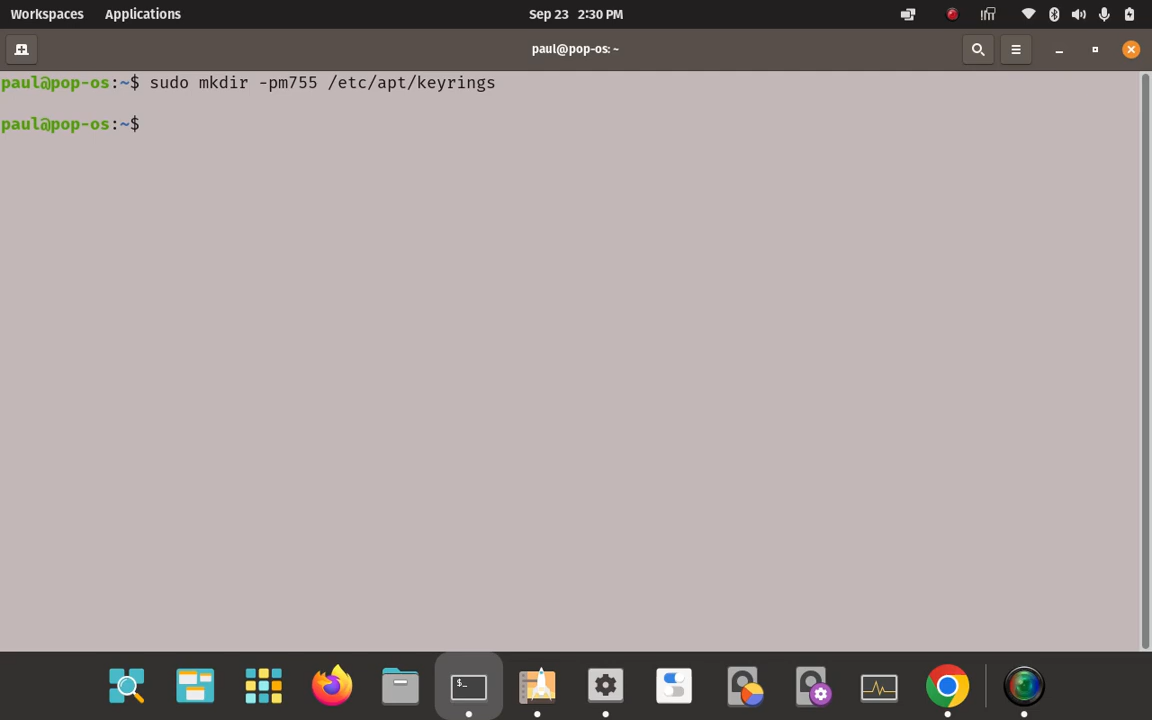 Workspaces Applications Sep 23 2:30 PM
paul@pop-os: ~
paul@pop-os:~$ sudo mkdir -pm755 /etc/apt/keyrings
paul@pop-os:~$
$_